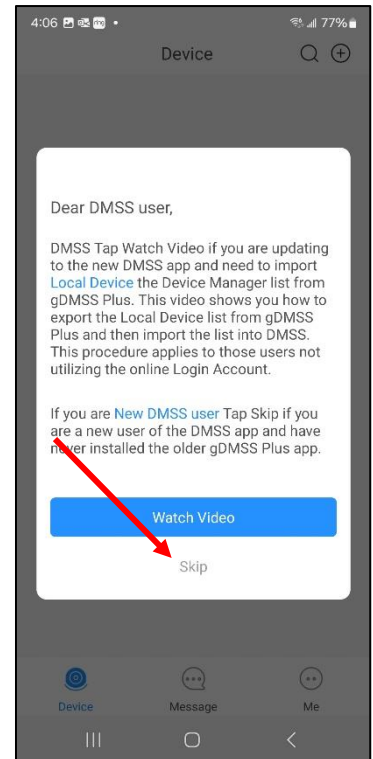 4:06
77%
Device
Dear DMSS user,
DMSS Tap Watch Video if you are updating
to the new DMSS app and need to import
Local Device the Device Manager list from
gDMSS Plus. This video shows you how to
export the Local Device list from gDMSS
Plus and then import the list into DMSS.
This procedure applies to those users not
utilizing the online Login Account.
If you are New DMSS user Tap Skip if you
are a new user of the DMSS app and have
never installed the older gDMSS Plus app.
Watch Video
Skip
Device Message Me